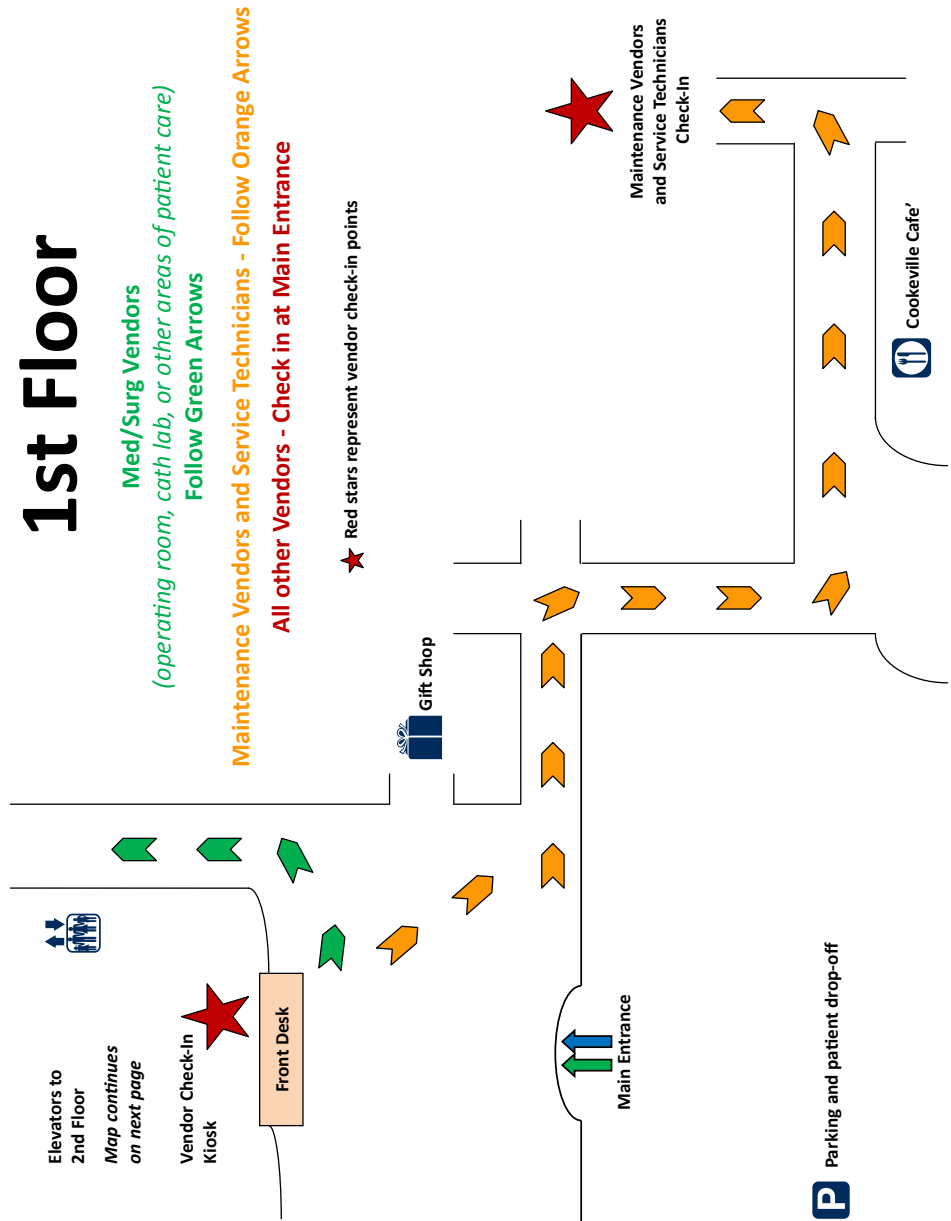 1st Floor
Med/Surg Vendors
(operating room, cath lab, or other areas of patient care)
Follow Green Arrows
Maintenance Vendors and Service Technicians - Follow Orange Arrows
All other Vendors - Check in at Main Entrance
Red stars represent vendor check-in points
Elevators to
2nd Floor
Map continues
on next page
Vendor Check-In
Kiosk
Front Desk
Gift Shop
Main Entrance
Maintenance Vendors
and Service Technicians
Check-In
P
Parking and patient drop-off
Cookeville Cafe'